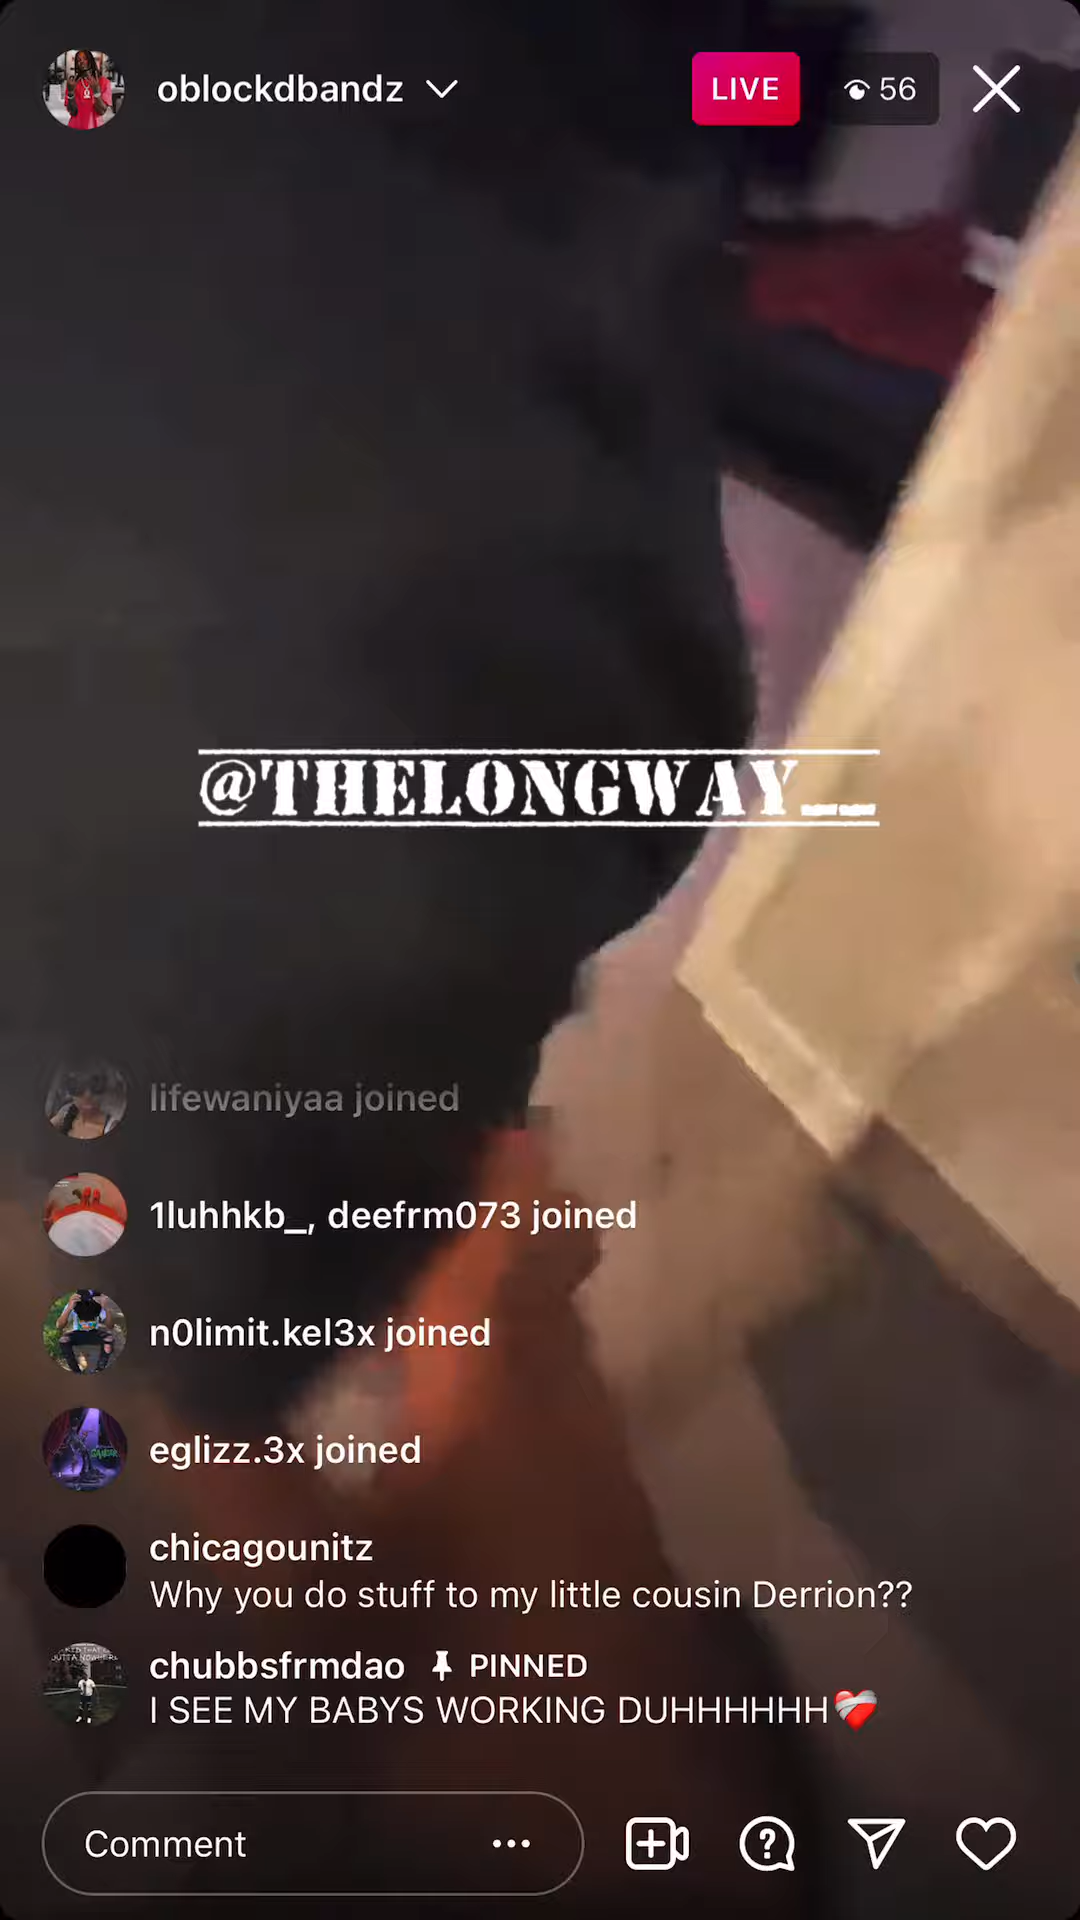 oblockdbandz
LIVE
56
@THELONGWAY__
lifewaniyaa joined
1luhhkb_, deefrm073 joined
n0limit.kel3x joined
eglizz.3x joined
chicagounitz
Why you do stuff to my little cousin Derrion??
chubbsfrmdao PINNED
I SEE MY BABYS WORKING DUHHHHHH❤️‍🩹
Comment